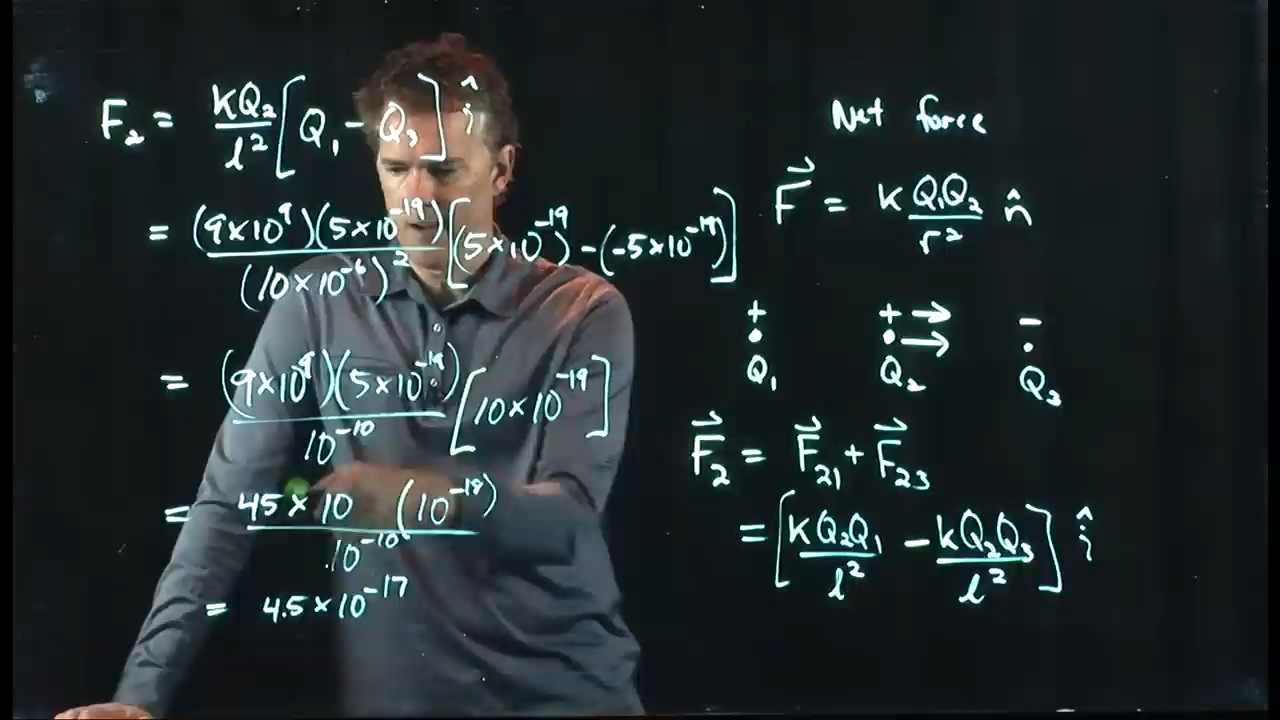 F₂ = kQ₂/l² [Q₁ - Q₃] î
= (9×10⁹)(5×10⁻¹⁹)/(10×10⁻⁶)² [(5×10⁻¹⁹) - (-5×10⁻¹⁹)]
= (9×10⁹)(5×10⁻¹⁹)/10⁻¹⁰ [10×10⁻¹⁹]
= 45×10 (10⁻¹⁸)/10⁻¹⁰
= 4.5×10⁻¹⁷
Net force
F⃗ = k Q₁Q₂/r² n̂
+ + → -
• • → •
Q₁ Q₂ Q₃
F⃗₂ = F⃗₂₁ + F⃗₂₃
= [kQ₂Q₁/l² - kQ₂Q₃/l²] î